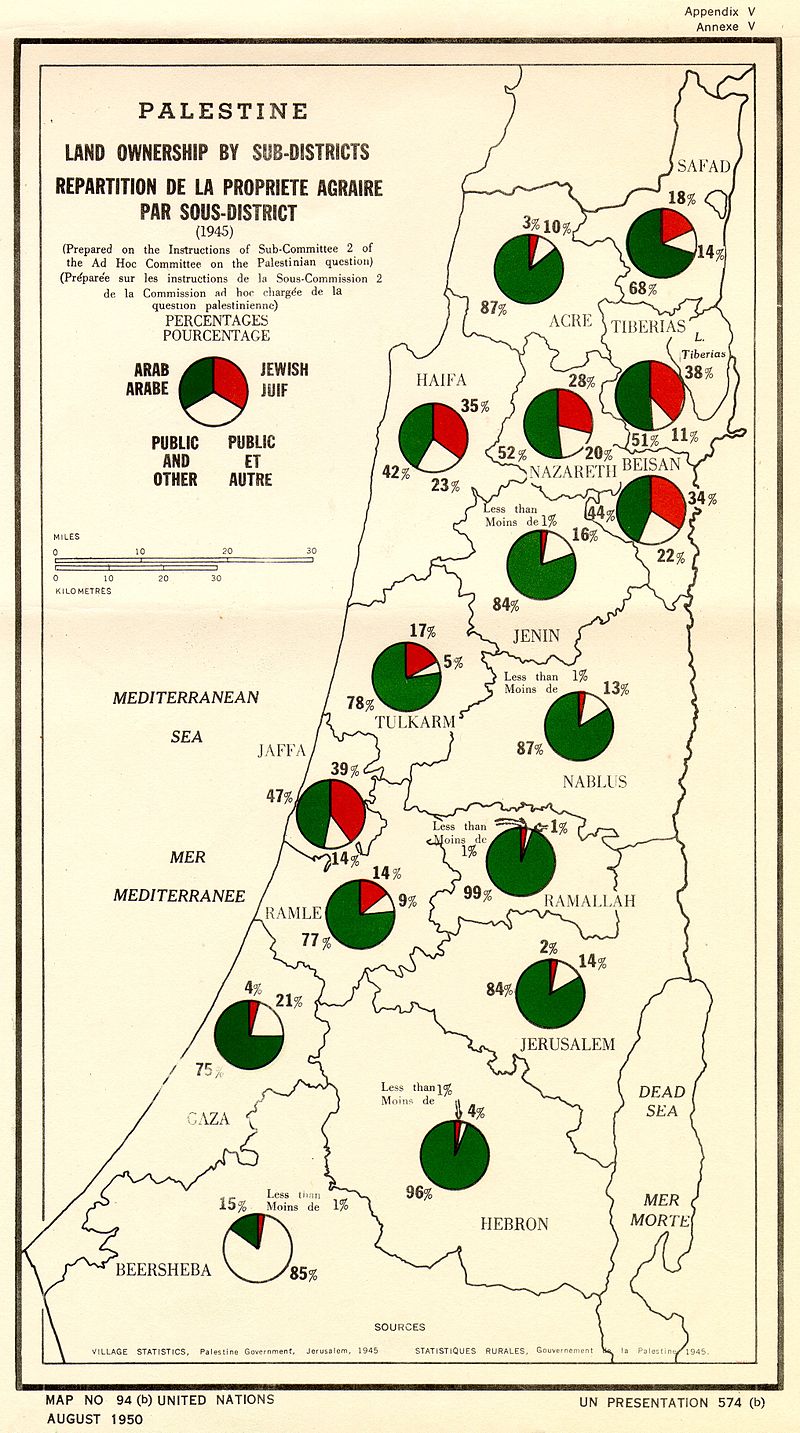 Appendix V
Annexe V
PALESTINE
LAND OWNERSHIP BY SUB-DISTRICTS
REPARTITION DE LA PROPRIETE AGRAIRE
PAR SOUS-DISTRICT
(1945)
(Prepared on the Instructions of Sub-Committee 2 of
the Ad Hoc Committee on the Palestinian question)
(Préparée sur les instructions de la Sous-Commission 2
de la Commission ad hoc chargée de la
question palestinienne)
PERCENTAGES
POURCENTAGE
ARAB
ARABE
JEWISH
JUIF
PUBLIC
AND
OTHER
PUBLIC
ET
AUTRE
MILES
0 10 20 30
0 10 20 30
KILOMETRES
SAFAD
18%
14%
68%
3% 10%
87%
ACRE
TIBERIAS
L.
Tiberias
38%
51% 11%
HAIFA
35%
42%
23%
28%
52%
20%
NAZARETH
BEISAN
44%
34%
22%
Less than
Moins de 1%
16%
84%
JENIN
17%
5%
78%
TULKARM
Less than
Moins de 1%
13%
87%
NABLUS
MEDITERRANEAN
SEA
JAFFA
39%
47%
14%
Less than
Moins de
1%
1%
99%
RAMALLAH
MER
MEDITERRANEE
14%
9%
RAMLE
77%
2%
14%
84%
JERUSALEM
4%
21%
75%
GAZA
Less than 1%
Moins de
4%
96%
HEBRON
DEAD
SEA
MER
MORTE
15%
Less than
Moins de 1%
BEERSHEBA
85%
SOURCES
VILLAGE STATISTICS, Palestine Government, Jerusalem, 1945
STATISTIQUES RURALES, Gouvernement de la Palestine 1945.
MAP NO 94 (b) UNITED NATIONS
AUGUST 1950
UN PRESENTATION 574 (b)